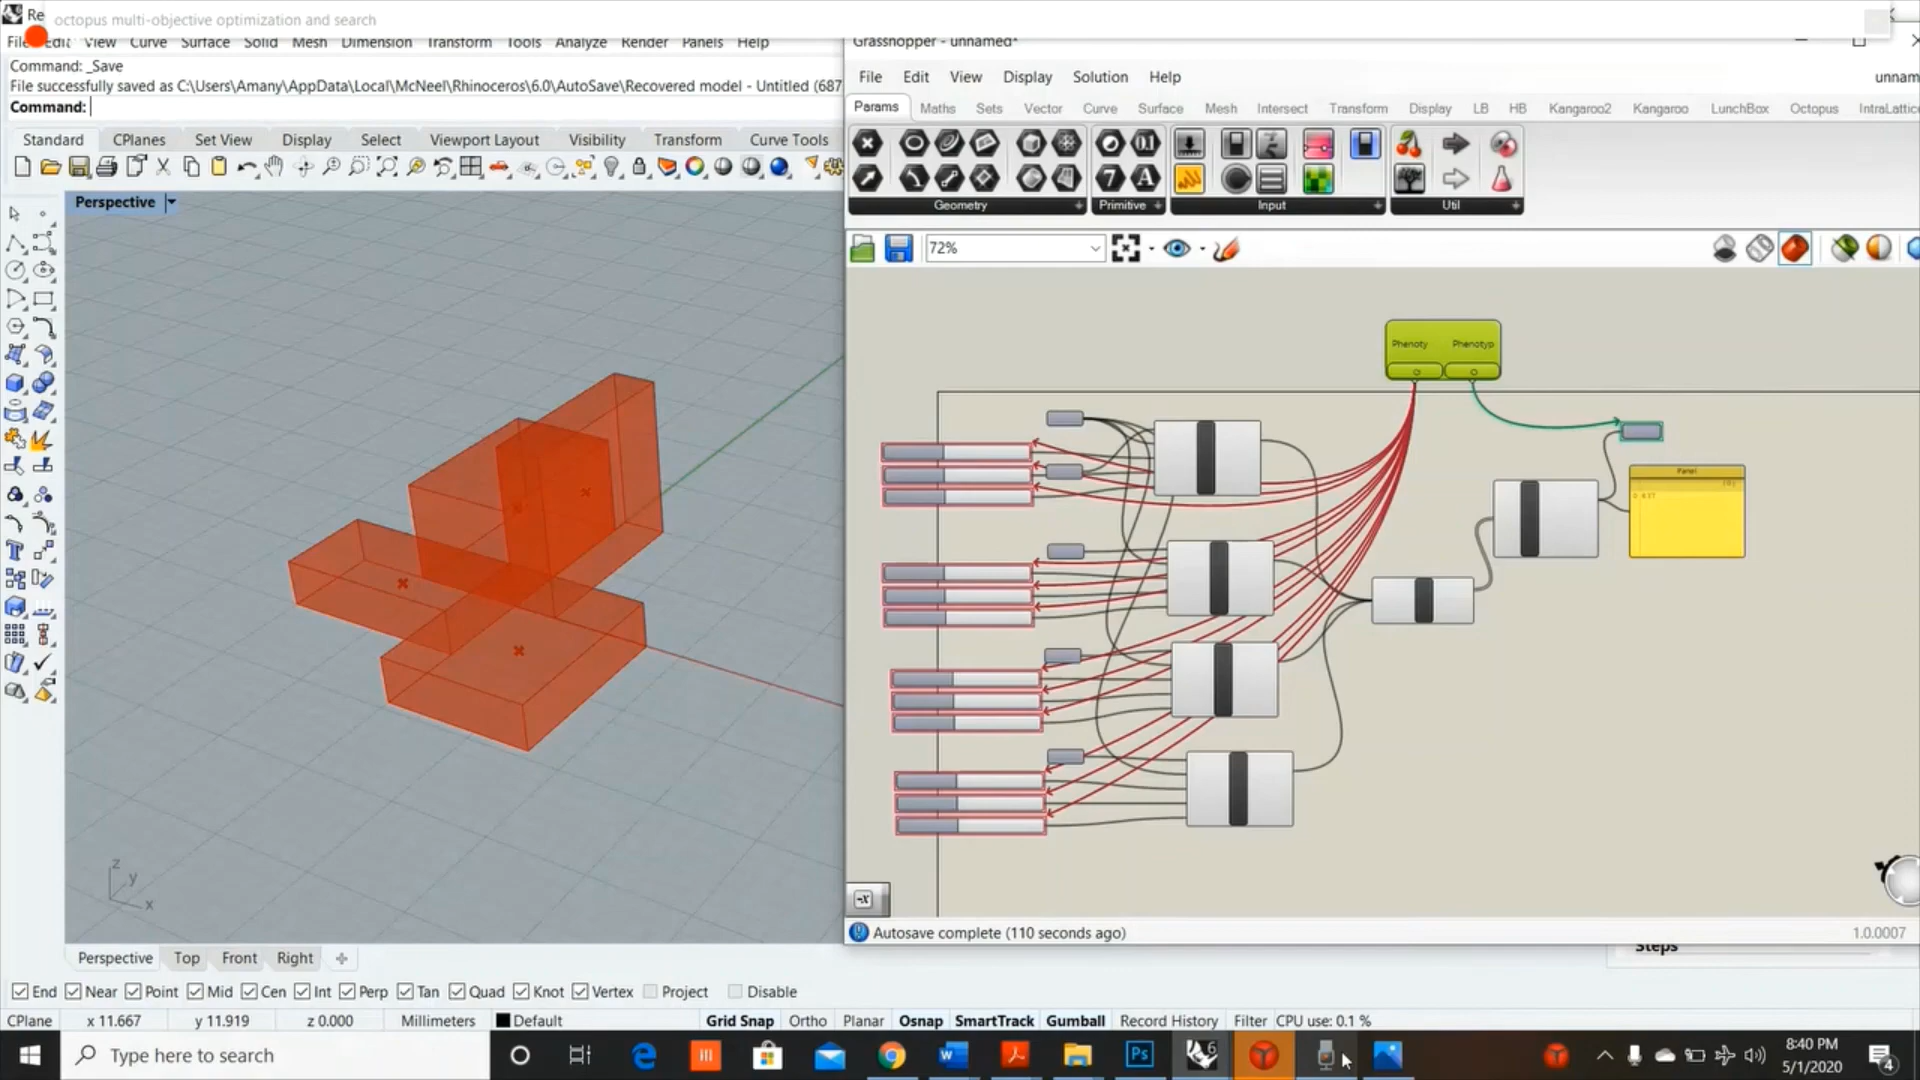 Re
octopus multi-objective optimization and search
File Edit View Curve Surface Solid Mesh Dimension Transform Tools Analyze Render Panels Help
Command: _Save
File successfully saved as C:\Users\Amany\AppData\Local\McNeel\Rhinoceros\6.0\AutoSave\Recovered model - Untitled (687
Command:
Standard CPlanes Set View Display Select Viewport Layout Visibility Transform Curve Tools
Perspective
z
y
x
Perspective Top Front Right
End Near Point Mid Cen Int Perp Tan Quad Knot Vertex Project Disable
CPlane x 11.667 y 11.919 z 0.000 Millimeters Default Grid Snap Ortho Planar Osnap SmartTrack Gumball Record History Filter CPU use: 0.1 %
Grasshopper - unnamed*
File Edit View Display Solution Help unnam
Params Maths Sets Vector Curve Surface Mesh Intersect Transform Display LB HB Kangaroo2 Kangaroo LunchBox Octopus IntraLattic
Geometry Primitive Input Util
72%
Phenoty Phenotyp
Panel
Autosave complete (110 seconds ago) 1.0.0007
Steps
Type here to search
8:40 PM
5/1/2020
4